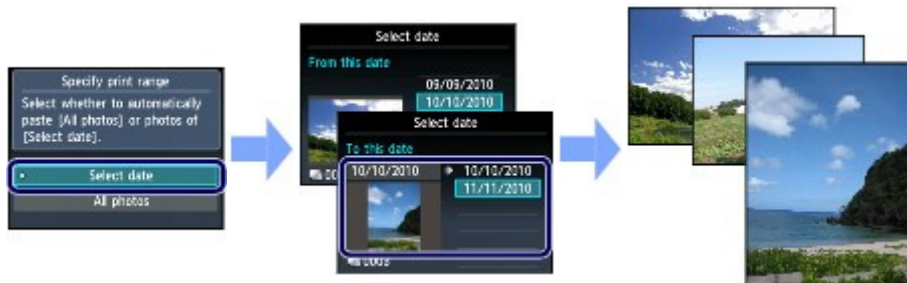 Specify print range
Select whether to automatically
paste [All photos] or photos of
[Select date].
Select date
All photos
Select date
From this date
09/09/2010
10/10/2010
Select date
To this date
10/10/2010
10/10/2010
11/11/2010
0003